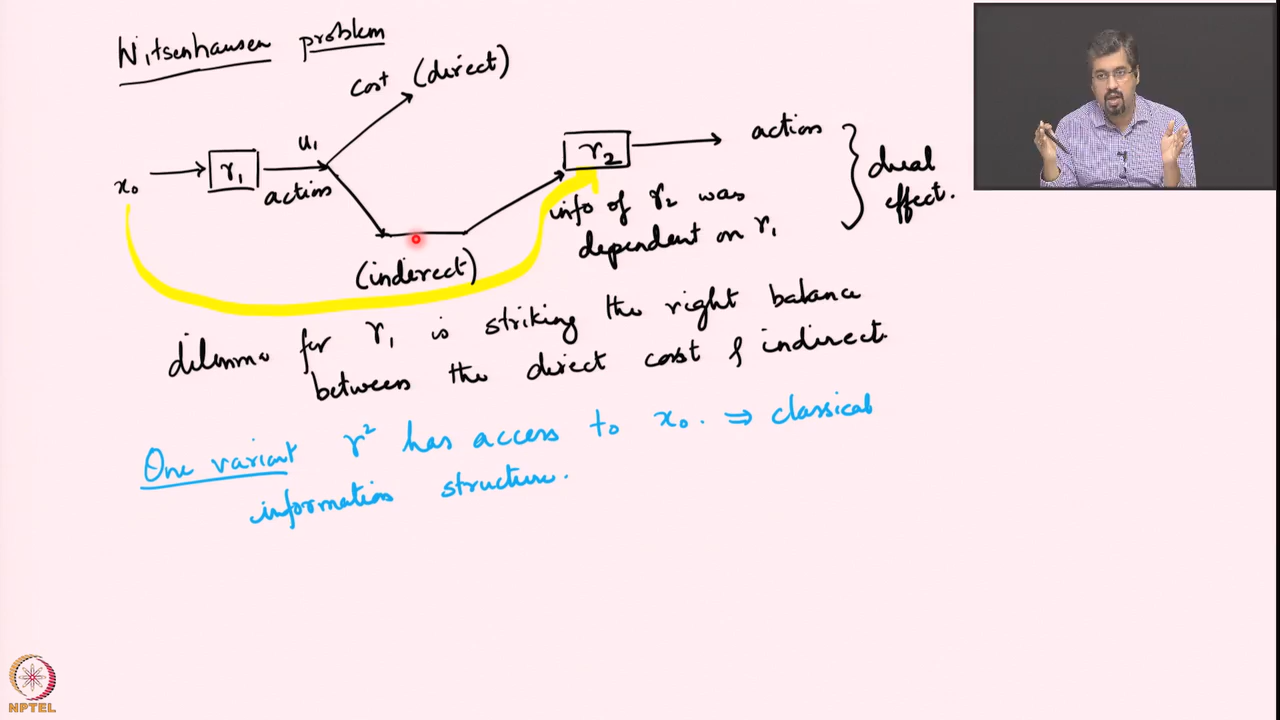 Witsenhausen problem
cost (direct)
x₀ → γ₁ u₁ action
γ₂ → action
info of γ₂ was
dependent on γ₁
dual
effect.
(indirect)
dilemma for γ₁ is striking the right balance
between the direct cost & indirect
One variant γ² has access to x₀. ⇒ classical
information structure.
NPTEL